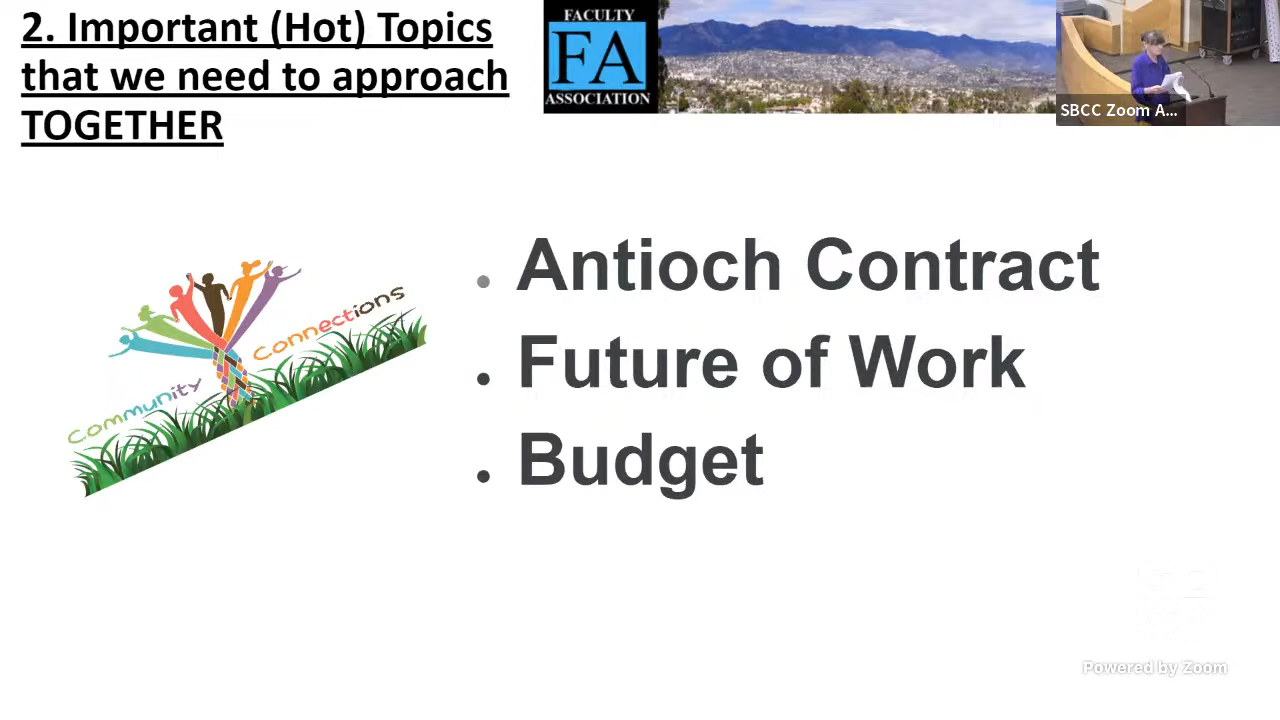 2. Important (Hot) Topics
that we need to approach
TOGETHER
FACULTY
FA
ASSOCIATION
SBCC Zoom A...
Community Connections
• Antioch Contract
• Future of Work
• Budget
Powered by Zoom